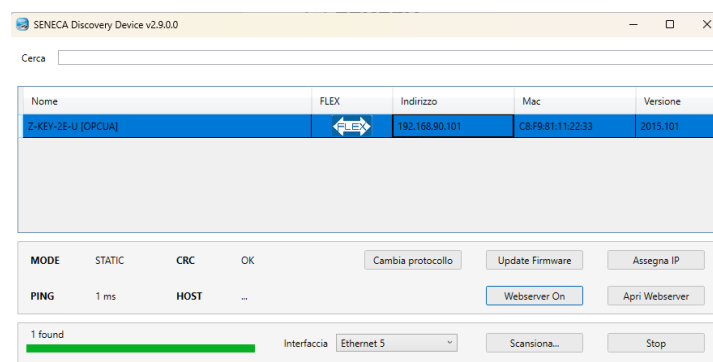 SENECA Discovery Device v2.9.0.0
Cerca
Nome FLEX Indirizzo Mac Versione
Z-KEY-2E-U [OPCUA] FLEX 192.168.90.101 C8:F9:81:11:22:33 2015.101
MODE STATIC CRC OK Cambia protocollo Update Firmware Assegna IP
PING 1 ms HOST ... Webserver On Apri Webserver
1 found
Interfaccia Ethernet 5 Scansiona... Stop